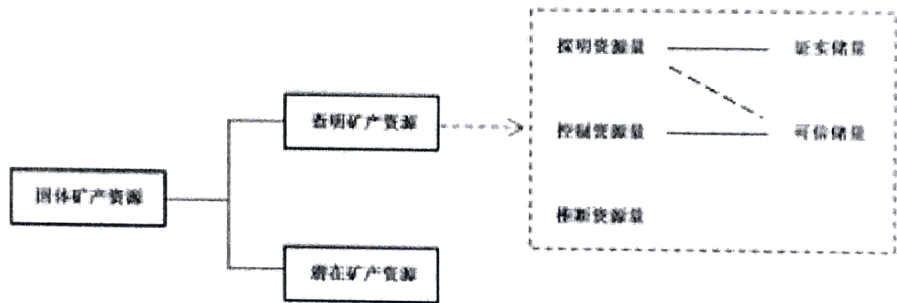 探明资源量 证实储量
查明矿产资源
控制资源量 可信储量
固体矿产资源
推断资源量
潜在矿产资源